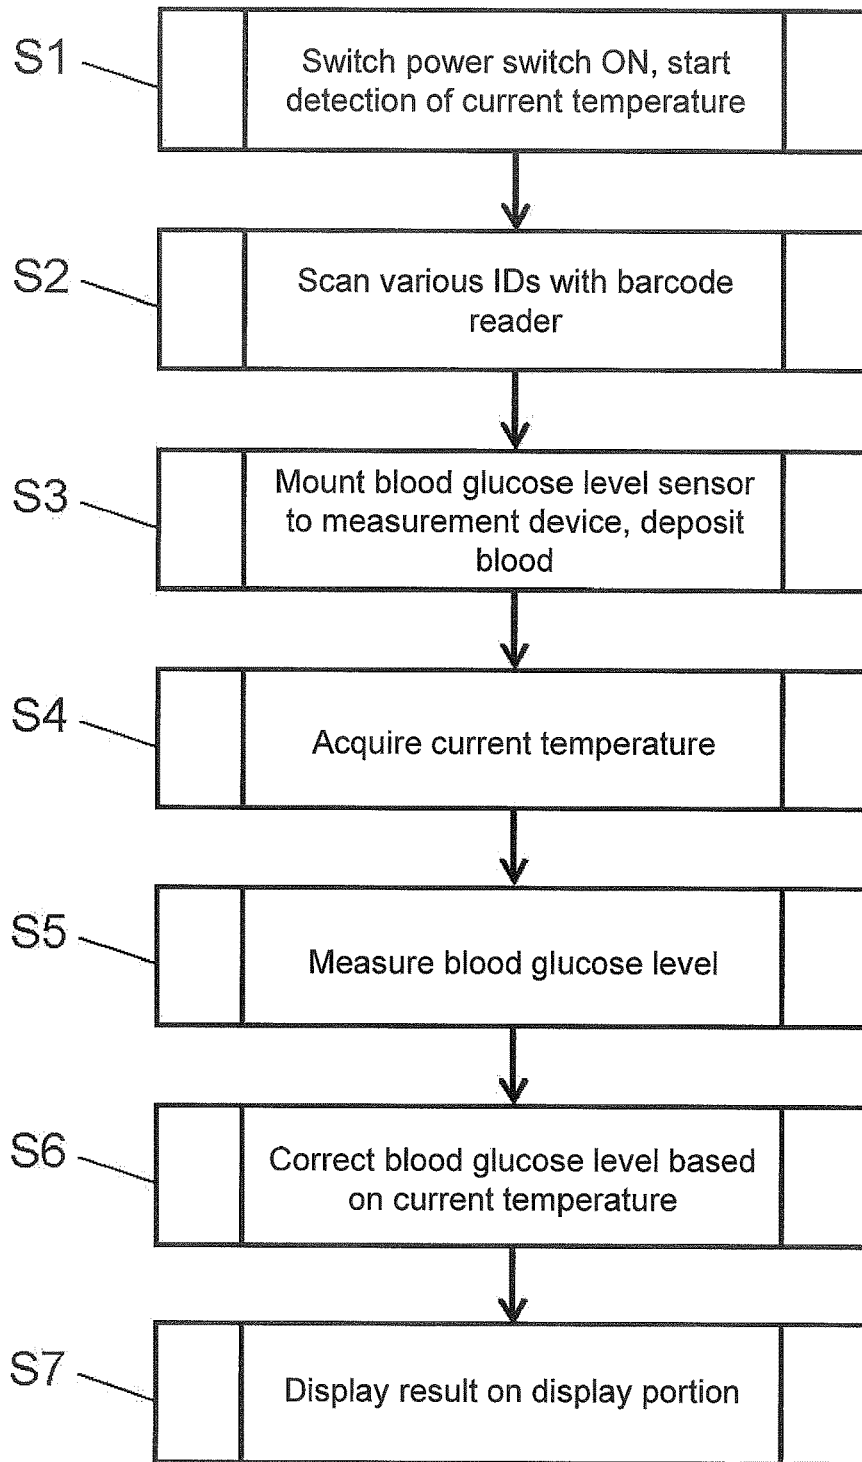 S1
Switch power switch ON, start
detection of current temperature
S2
Scan various IDs with barcode
reader
S3
Mount blood glucose level sensor
to measurement device, deposit
blood
S4
Acquire current temperature
S5
Measure blood glucose level
S6
Correct blood glucose level based
on current temperature
S7
Display result on display portion